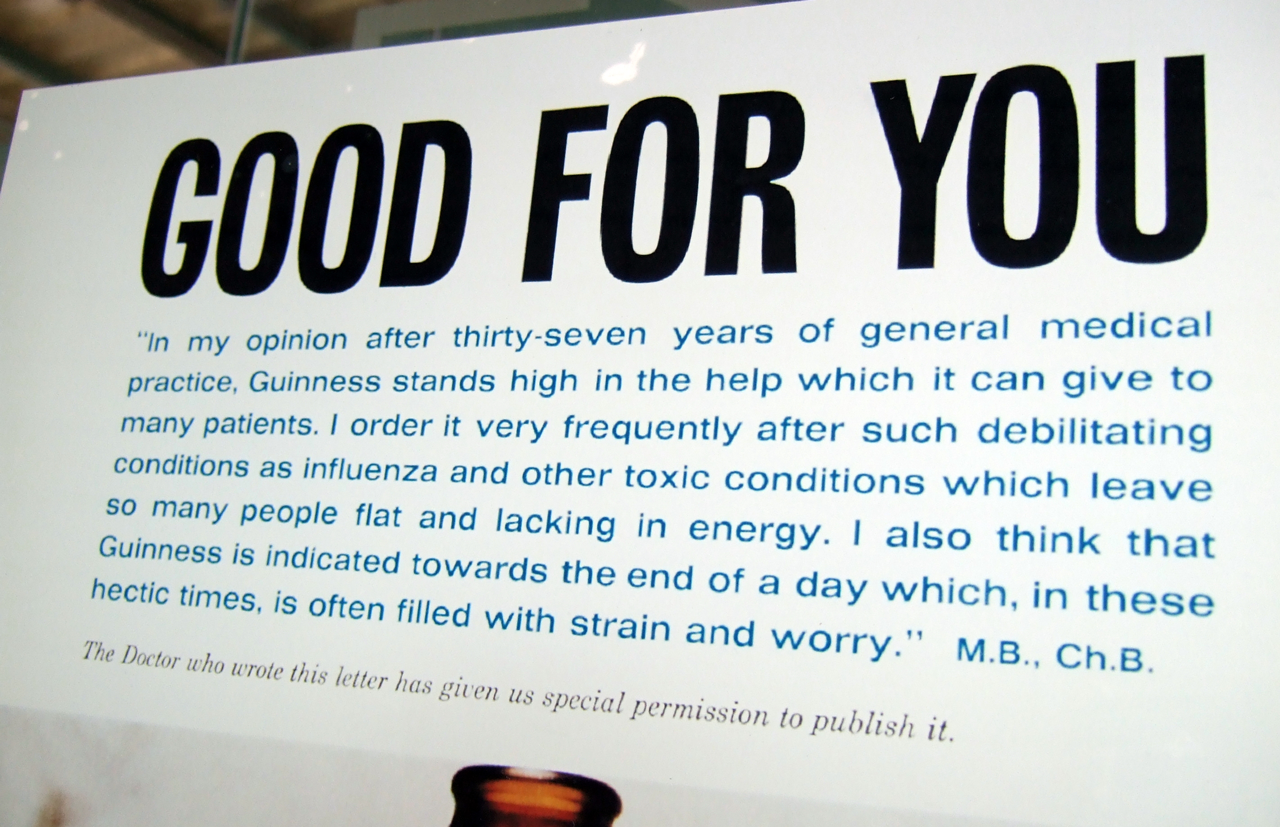 GOOD FOR YOU
"In my opinion after thirty-seven years of general medical
practice, Guinness stands high in the help which it can give to
many patients. I order it very frequently after such debilitating
conditions as influenza and other toxic conditions which leave
so many people flat and lacking in energy. I also think that
Guinness is indicated towards the end of a day which, in these
hectic times, is often filled with strain and worry." M.B., Ch.B.
The Doctor who wrote this letter has given us special permission to publish it.